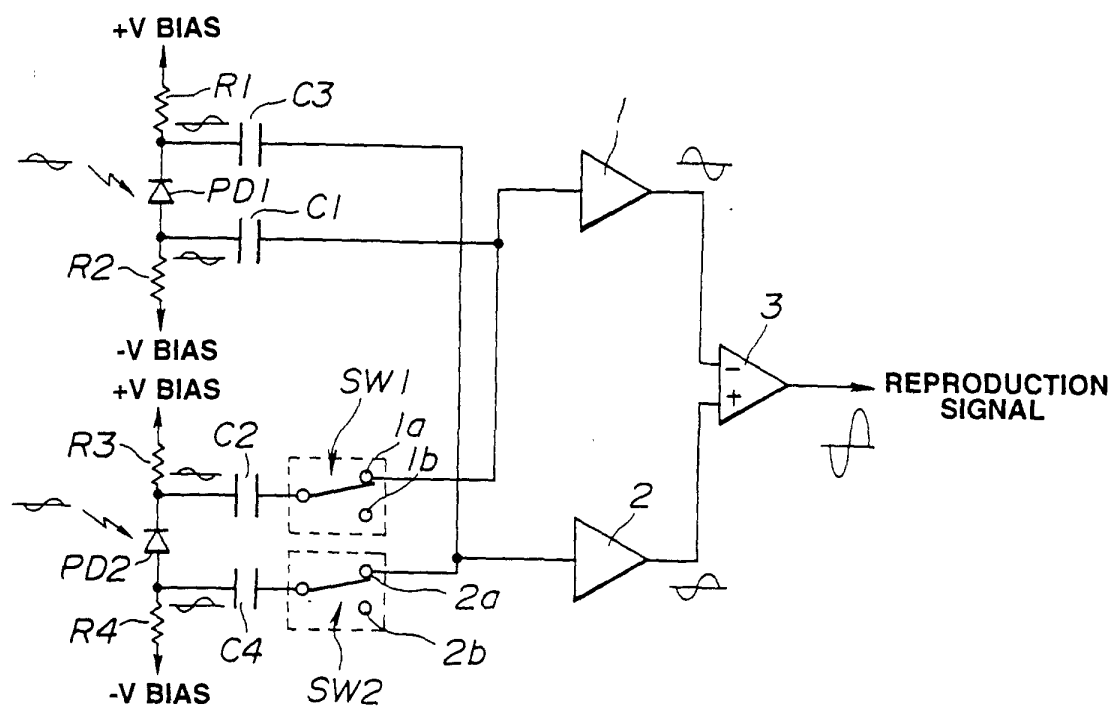 +V BIAS
R1
C3
1
PD1
C1
R2
-V BIAS
3
-
+
REPRODUCTION
SIGNAL
+V BIAS
SW1
R3
C2
1a
1b
2
PD2
2a
R4
C4
2b
-V BIAS
SW2